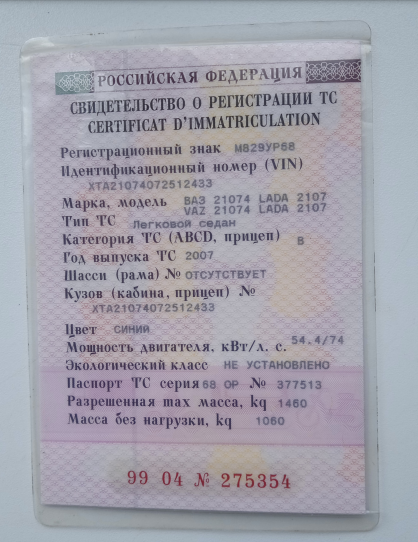 РОССИЙСКАЯ ФЕДЕРАЦИЯ
СВИДЕТЕЛЬСТВО О РЕГИСТРАЦИИ ТС
CERTIFICAT D'IMMATRICULATION
Регистрационный знак М829УР68
Идентификационный номер (VIN)
XTA21074072512433
Марка, модель ВАЗ 21074 LADA 2107
VAZ 21074 LADA 2107
Тип ТС Легковой седан
Категория ТС (ABCD, прицеп) B
Год выпуска ТС 2007
Шасси (рама) № ОТСУТСТВУЕТ
Кузов (кабина, прицеп) №
XTA21074072512433
Цвет СИНИЙ
Мощность двигателя, кВт/л. с. 54.4/74
Экологический класс НЕ УСТАНОВЛЕНО
Паспорт ТС серия 68 ОР № 377513
Разрешенная max масса, kg 1460
Масса без нагрузки, kg 1060
99 04 № 275354